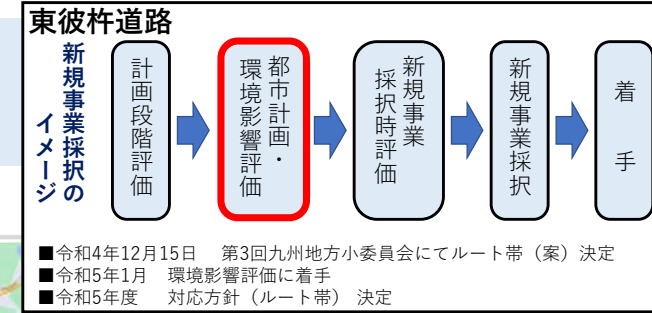 東彼杵道路
新規事業採択の
イメージ
計画段階評価
都市計画・
環境影響評価
新規事業
採択時評価
新規事業採択
着手
■令和4年12月15日　第3回九州地方小委員会にてルート帯（案）決定
■令和5年1月　環境影響評価に着手
■令和5年度　対応方針（ルート帯） 決定